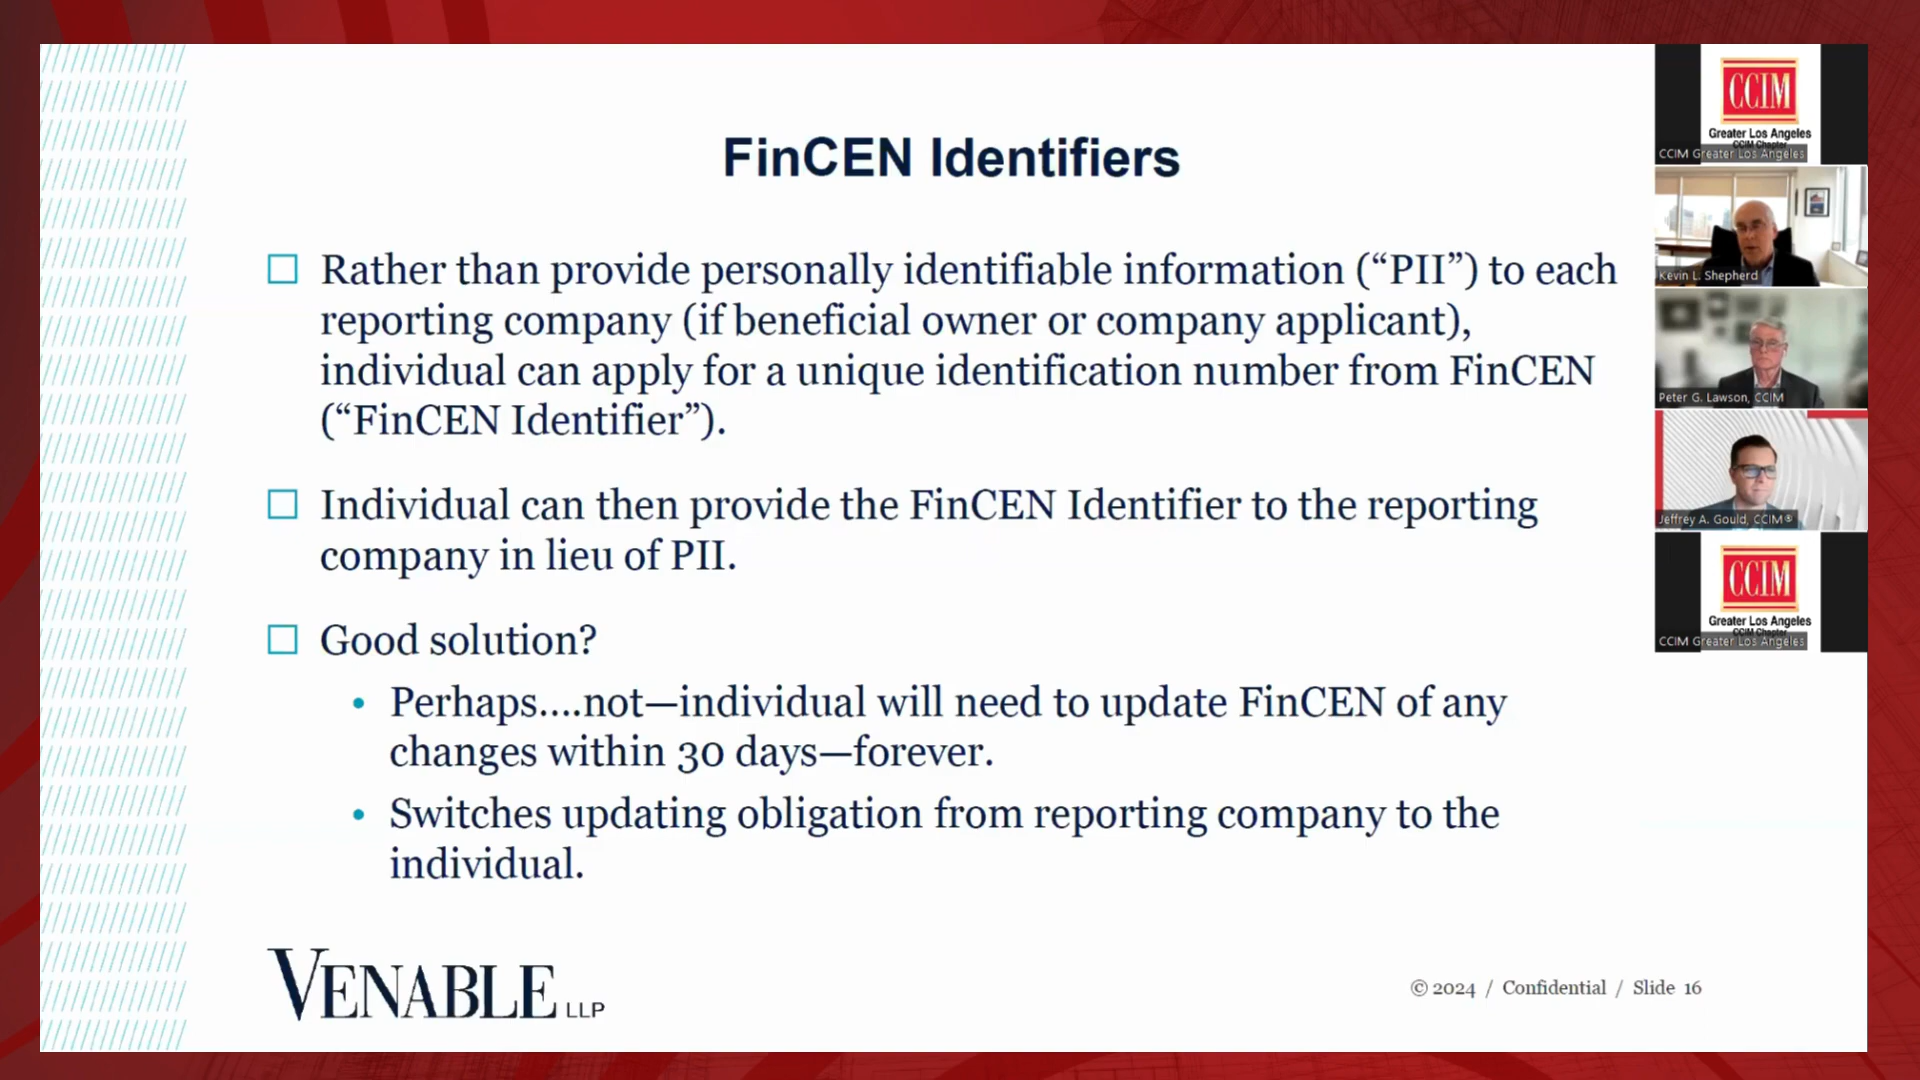 FinCEN Identifiers
Rather than provide personally identifiable information (“PII”) to each
reporting company (if beneficial owner or company applicant),
individual can apply for a unique identification number from FinCEN
(“FinCEN Identifier”).
Individual can then provide the FinCEN Identifier to the reporting
company in lieu of PII.
Good solution?
Perhaps….not—individual will need to update FinCEN of any
changes within 30 days—forever.
Switches updating obligation from reporting company to the
individual.
VENABLE LLP
© 2024 / Confidential / Slide 16
CCIM
Greater Los Angeles
CCIM Chapter
CCIM Greater Los Angeles
Kevin L. Shepherd
Peter G. Lawson, CCIM
Jeffrey A. Gould, CCIM®
CCIM
Greater Los Angeles
CCIM Chapter
CCIM Greater Los Angeles